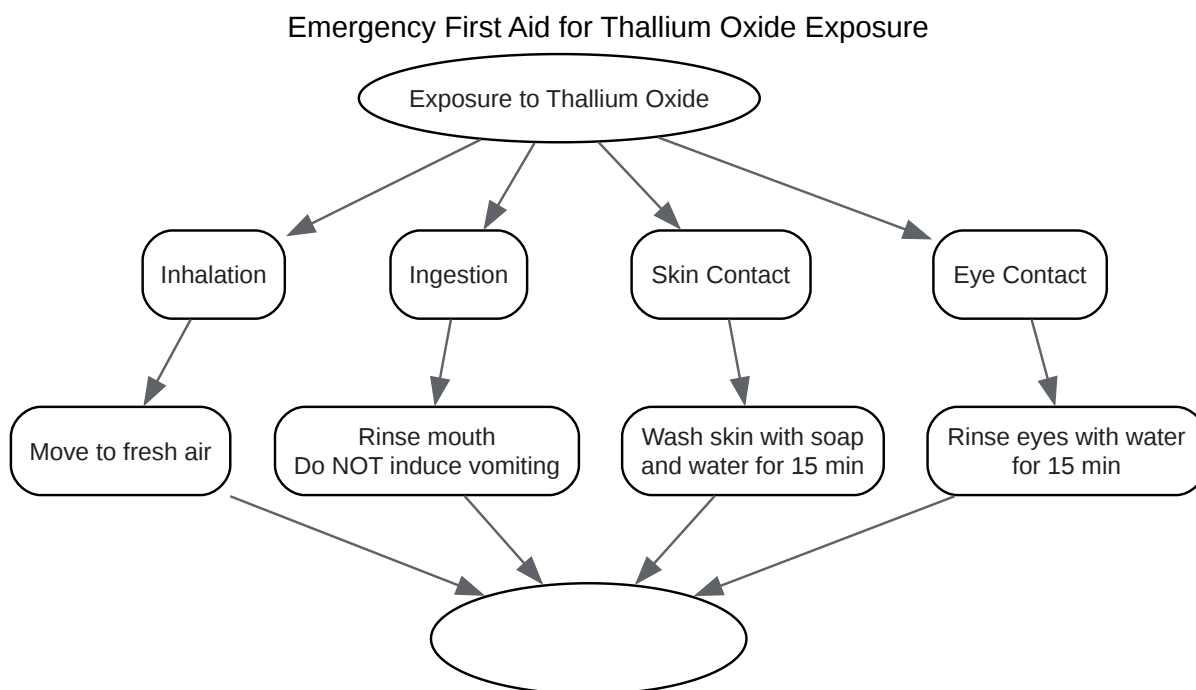 Emergency First Aid for Thallium Oxide Exposure
Exposure to Thallium Oxide
Inhalation
Ingestion
Skin Contact
Eye Contact
Move to fresh air
Rinse mouth
Do NOT induce vomiting
Wash skin with soap
and water for 15 min
Rinse eyes with water
for 15 min